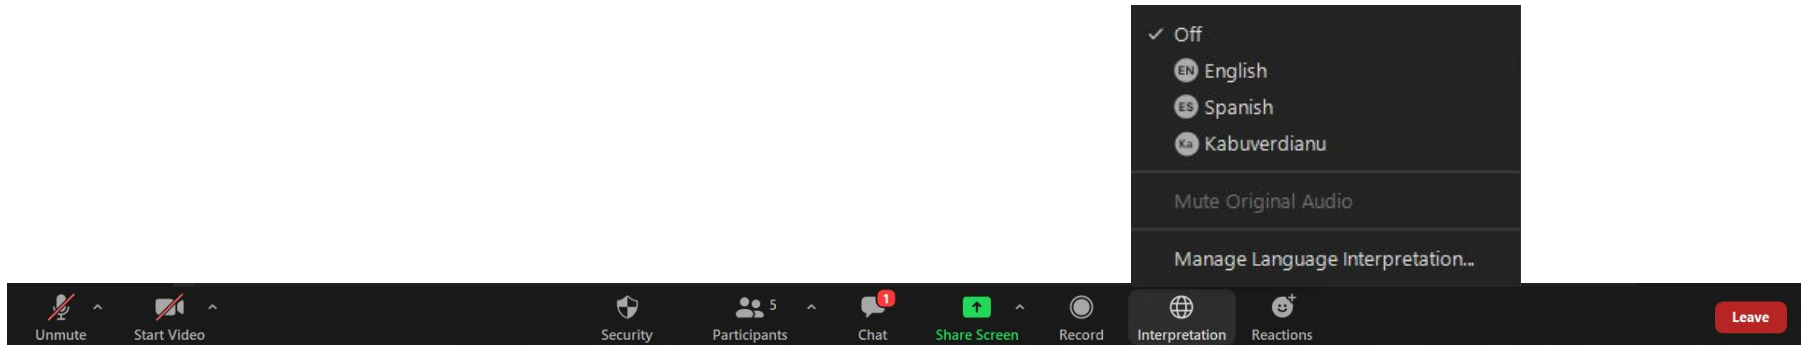 Off
EN English
ES Spanish
Ka Kabuverdianu
Mute Original Audio
Manage Language Interpretation...
Unmute
Start Video
Security
5
Participants
1
Chat
Share Screen
Record
Interpretation
Reactions
Leave